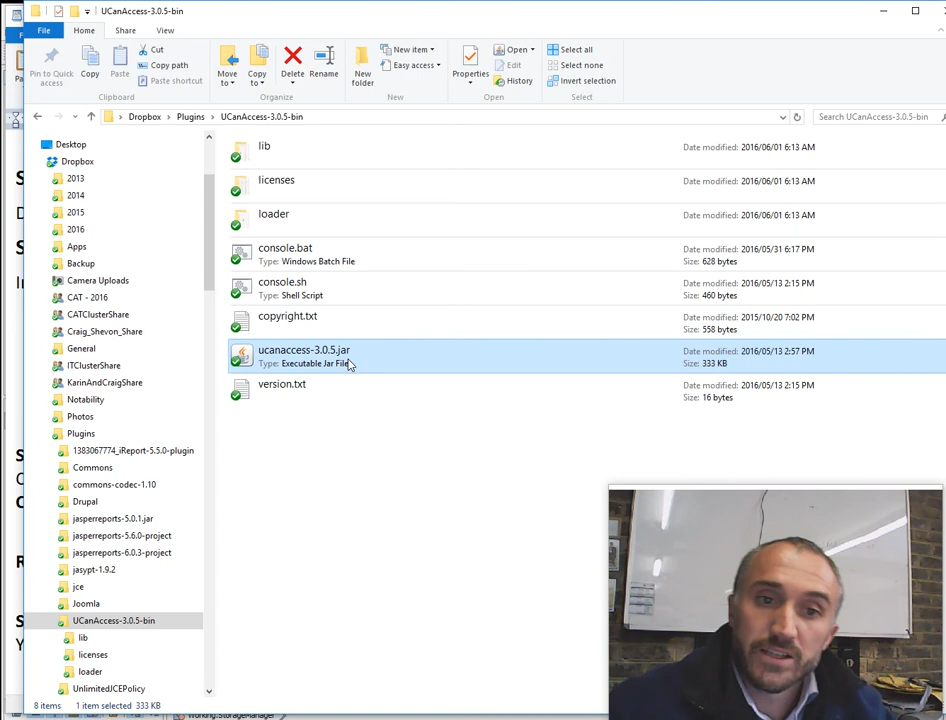 UCanAccess-3.0.5-bin
File Home Share View
Pin to Quick access
Copy
Paste
Cut
Copy path
Paste shortcut
Clipboard
Move to
Copy to
Delete
Rename
Organize
New folder
New item
Easy access
New
Properties
Open
Edit
History
Open
Select all
Select none
Invert selection
Select
Dropbox > Plugins > UCanAccess-3.0.5-bin
Search UCanAccess-3.0.5-bin
Desktop
Dropbox
2013
2014
2015
2016
Apps
Backup
Camera Uploads
CAT - 2016
CATClusterShare
Craig_Shevon_Share
General
ITClusterShare
KarinAndCraigShare
Notability
Photos
Plugins
1383067774_iReport-5.5.0-plugin
Commons
commons-codec-1.10
Drupal
jasperreports-5.0.1.jar
jasperreports-5.6.0-project
jasperreports-6.0.3-project
jasypt-1.9.2
jce
Joomla
UCanAccess-3.0.5-bin
lib
licenses
loader
UnlimitedJCEPolicy
lib Date modified: 2016/06/01 6:13 AM
licenses Date modified: 2016/06/01 6:13 AM
loader Date modified: 2016/06/01 6:13 AM
console.bat Date modified: 2016/05/31 6:17 PM
Type: Windows Batch File Size: 628 bytes
console.sh Date modified: 2016/05/13 2:15 PM
Type: Shell Script Size: 460 bytes
copyright.txt Date modified: 2015/10/20 7:02 PM
Size: 558 bytes
ucanaccess-3.0.5.jar Date modified: 2016/05/13 2:57 PM
Type: Executable Jar File Size: 333 KB
version.txt Date modified: 2016/05/13 2:15 PM
Size: 16 bytes
8 items 1 item selected 333 KB